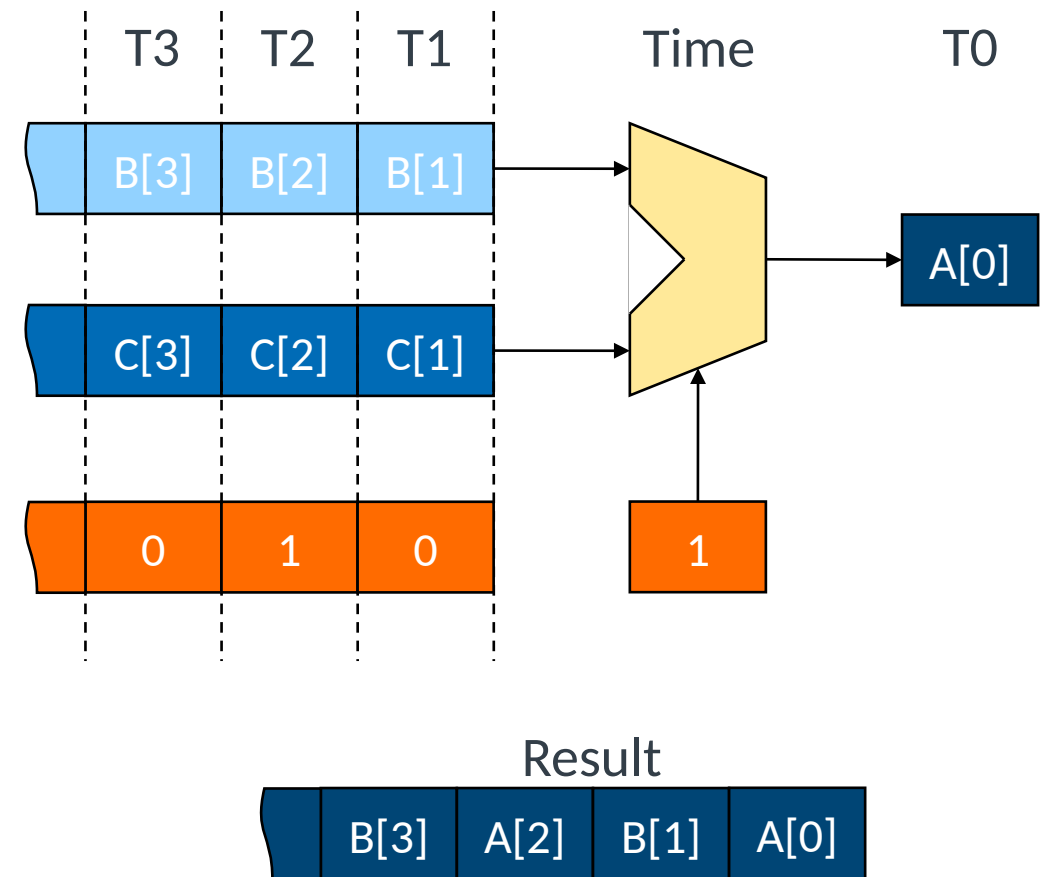 T3 T2 T1 Time T0
B[3] B[2] B[1]
A[0]
C[3] C[2] C[1]
0 1 0 1
Result
B[3] A[2] B[1] A[0]